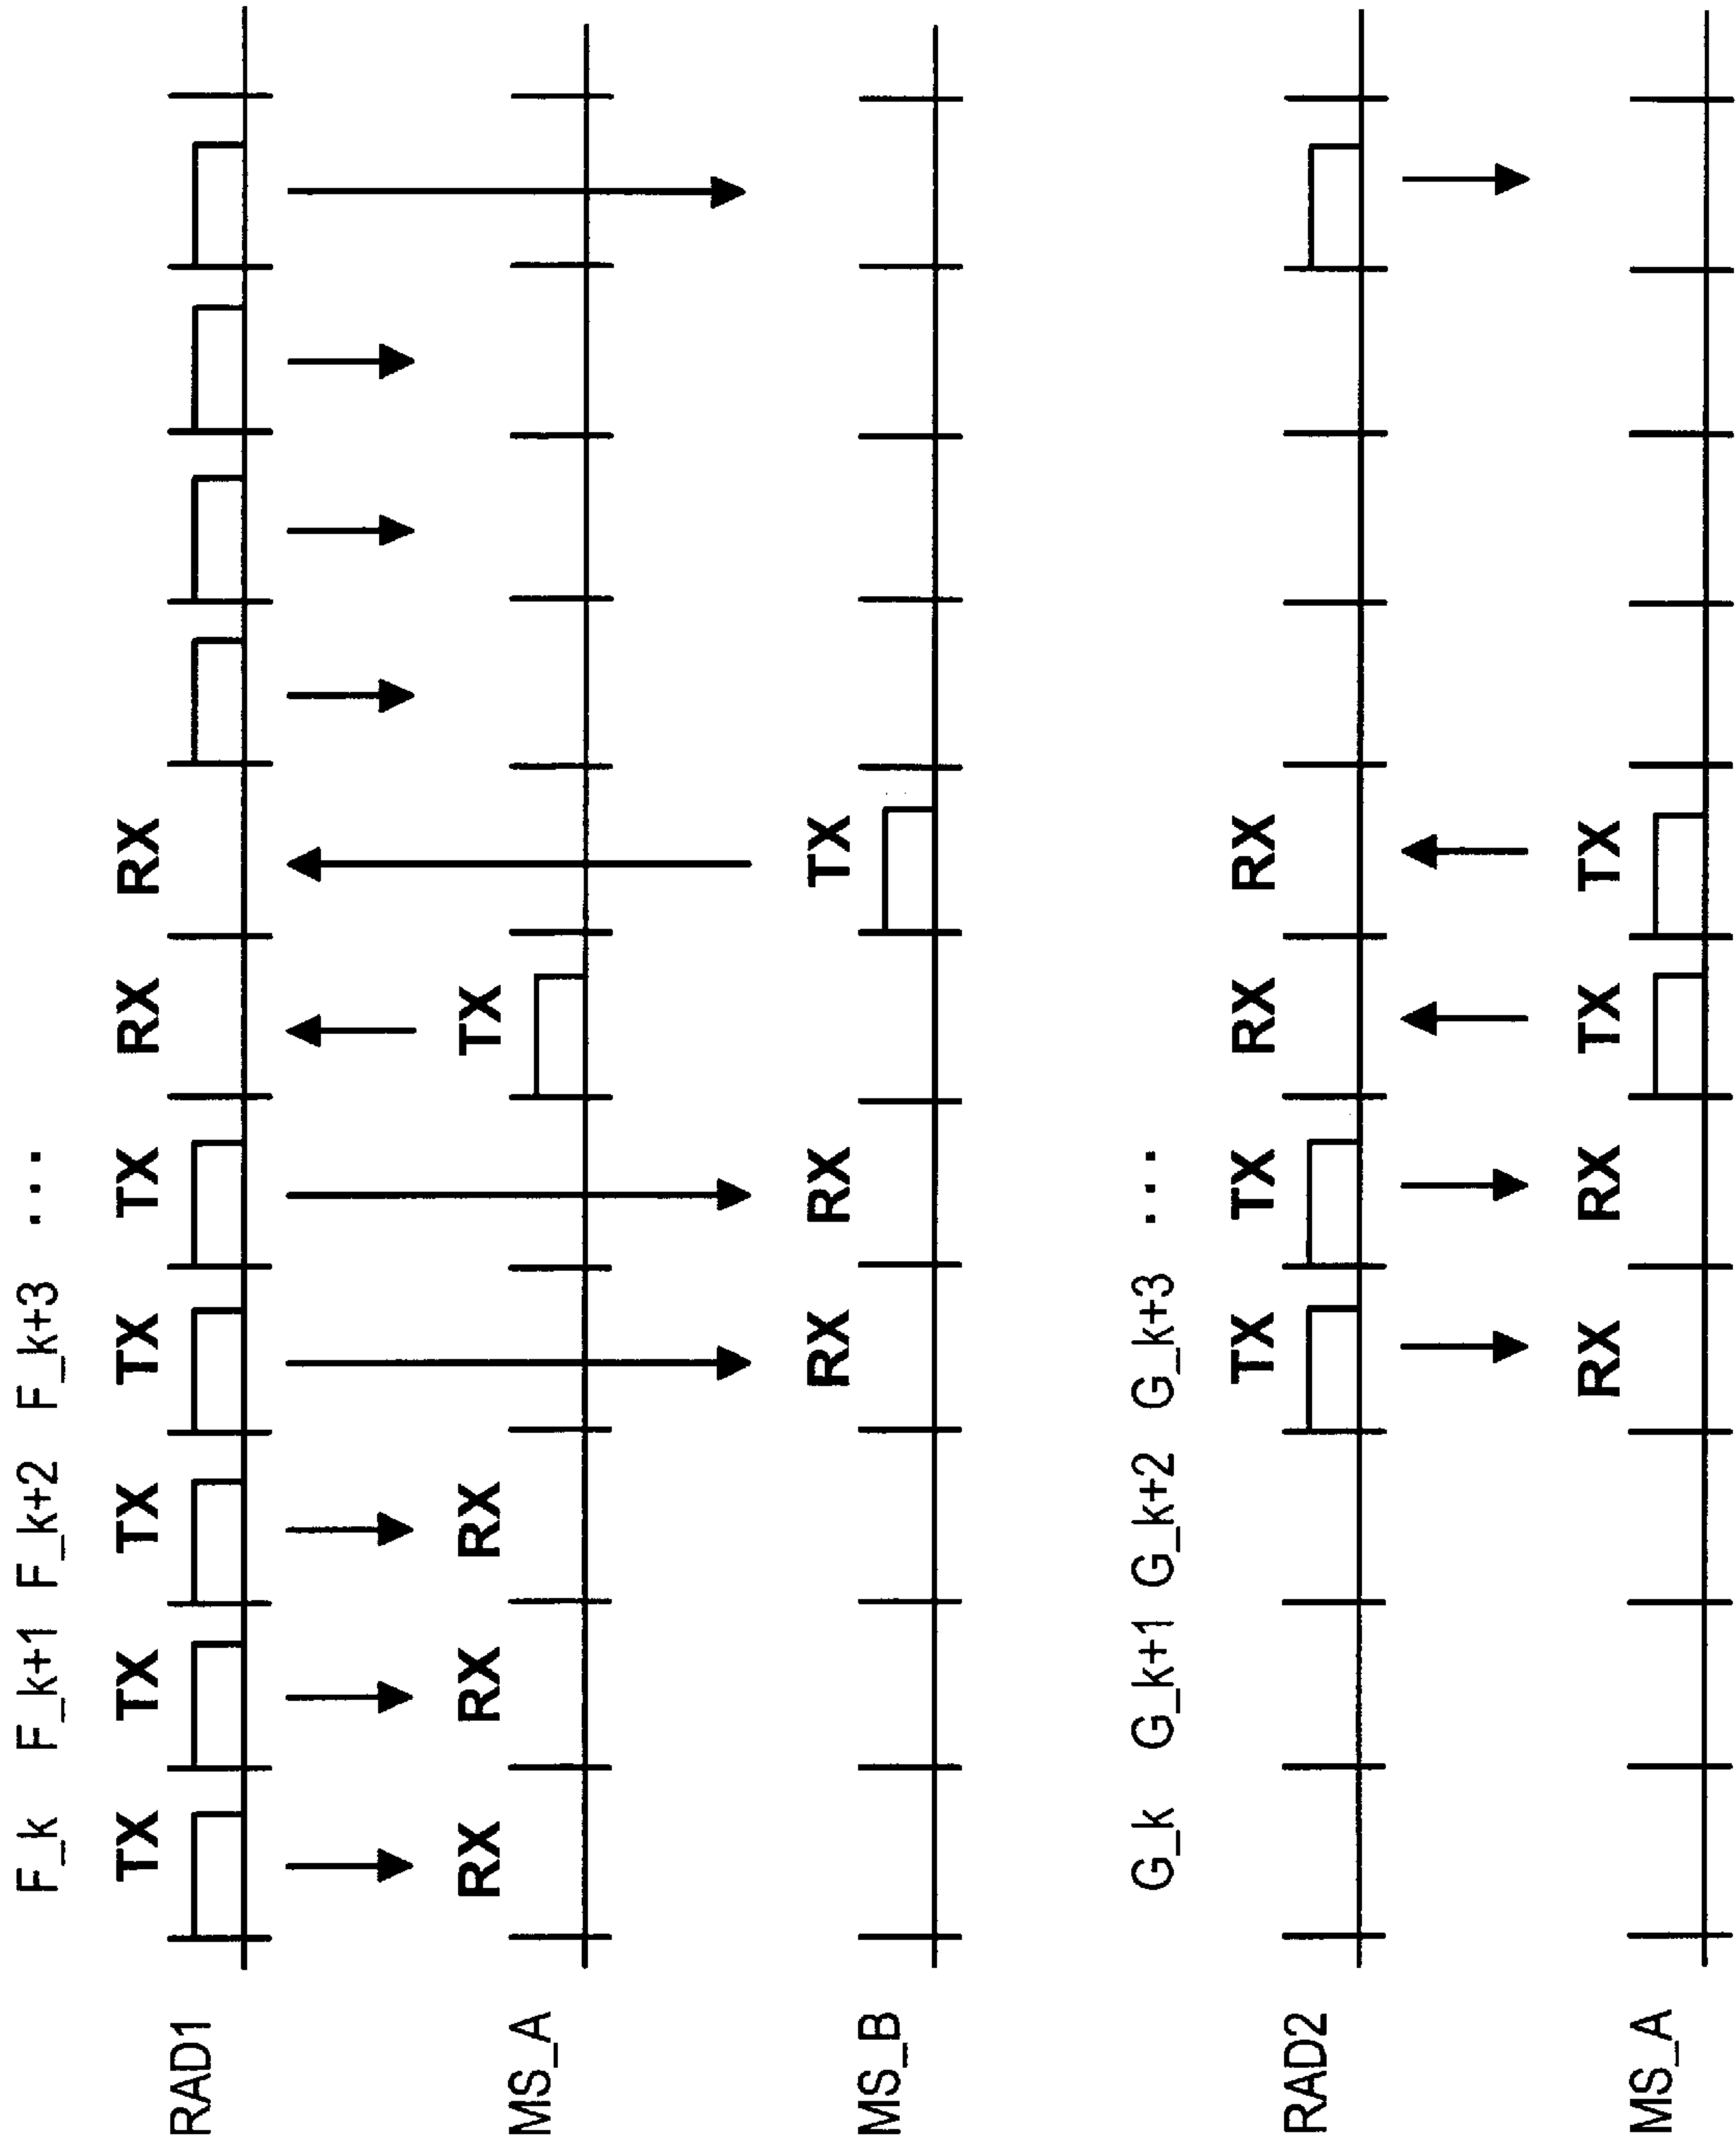 F_k F_k+1 F_k+2 F_k+3 ...
TX TX TX TX TX RX RX
RAD1
RX RX RX TX
MS_A
RX RX TX
MS_B
G_k G_k+1 G_k+2 G_k+3 ...
TX TX RX RX
RAD2
RX RX TX TX
MS_A